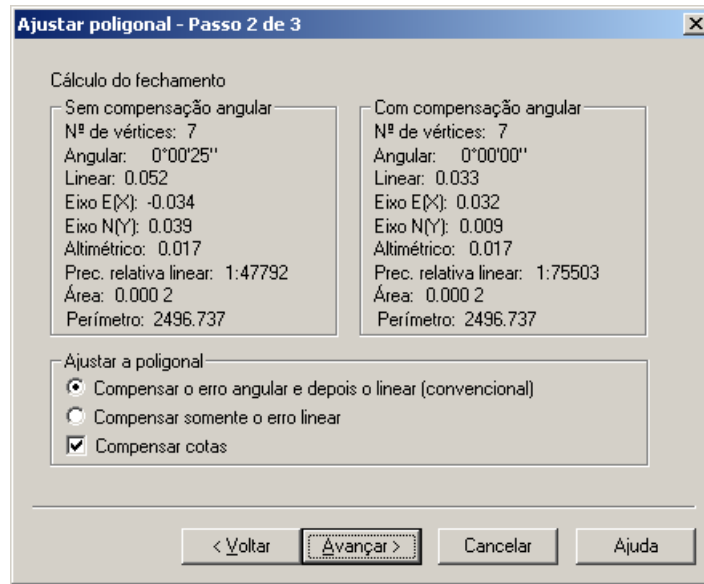 Ajustar poligonal - Passo 2 de 3
Cálculo do fechamento
Sem compensação angular
Nº de vértices: 7
Angular: 0°00'25''
Linear: 0.052
Eixo E(X): -0.034
Eixo N(Y): 0.039
Altimétrico: 0.017
Prec. relativa linear: 1:47792
Área: 0.000 2
Perímetro: 2496.737
Com compensação angular
Nº de vértices: 7
Angular: 0°00'00''
Linear: 0.033
Eixo E(X): 0.032
Eixo N(Y): 0.009
Altimétrico: 0.017
Prec. relativa linear: 1:75503
Área: 0.000 2
Perímetro: 2496.737
Ajustar a poligonal
Compensar o erro angular e depois o linear (convencional)
Compensar somente o erro linear
Compensar cotas
< Voltar
Avançar >
Cancelar
Ajuda